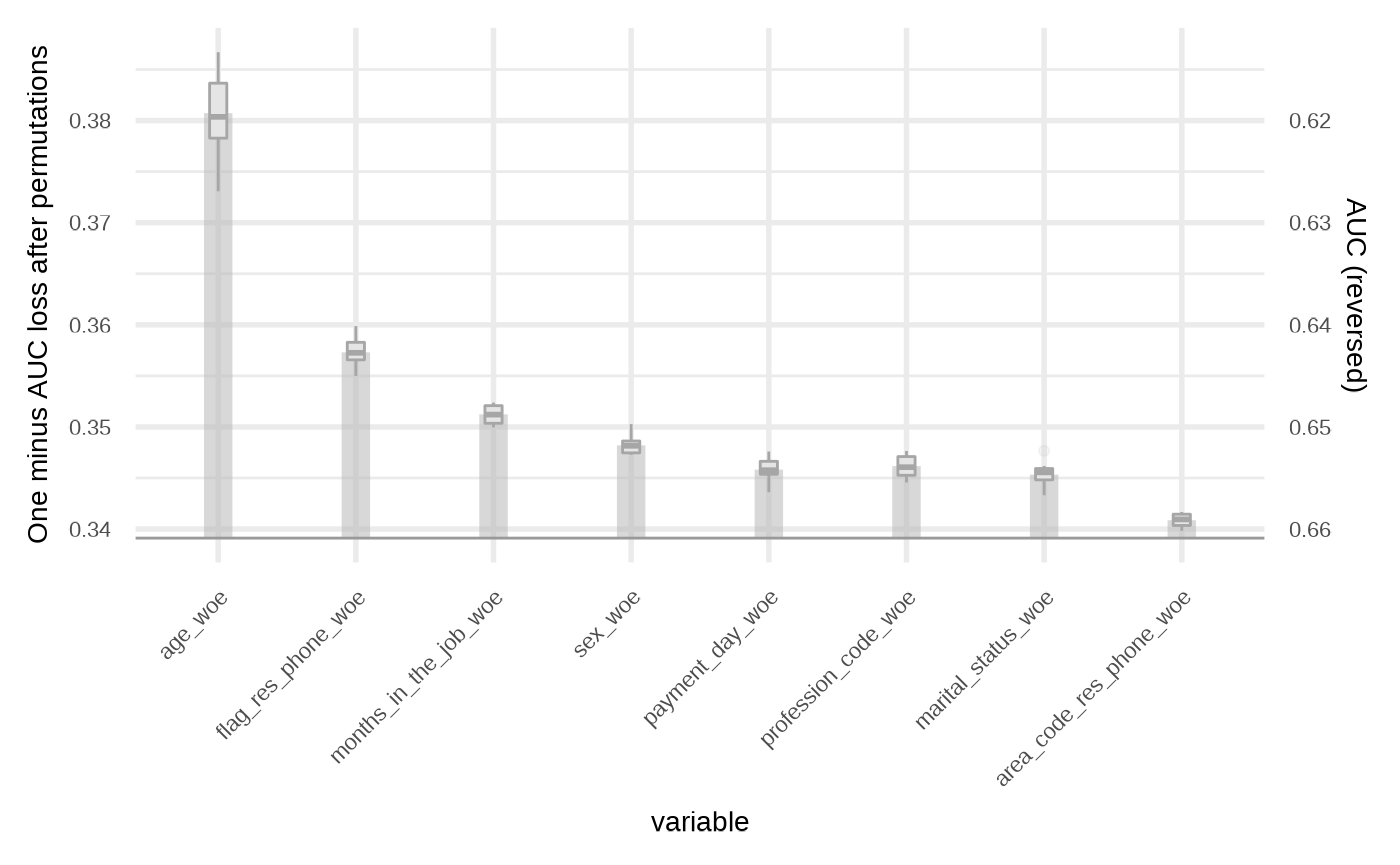 One minus AUC loss after permutations
0.38
0.37
0.36
0.35
0.34
0.62
0.63
0.64
0.65
0.66
AUC (reversed)
age_woe
flag_res_phone_woe
months_in_the_job_woe
sex_woe
payment_day_woe
profession_code_woe
marital_status_woe
area_code_res_phone_woe
variable